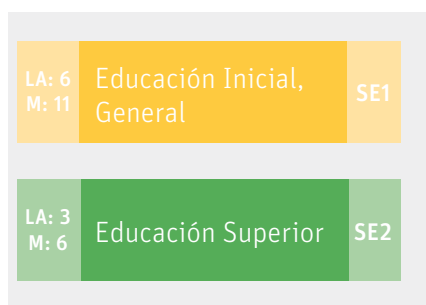 LA: 6
M: 11
Educación Inicial,
General
SE1
LA: 3
M: 6
Educación Superior
SE2